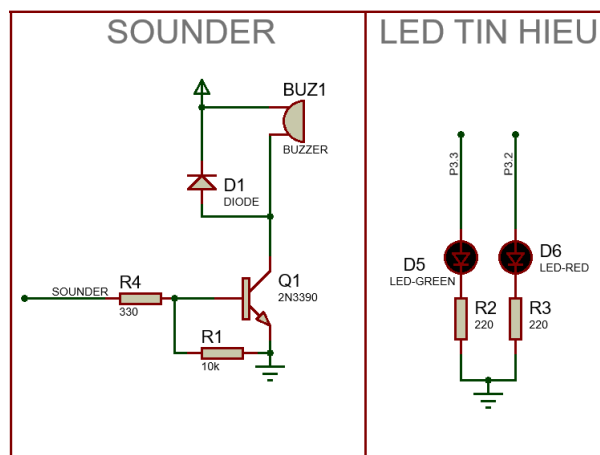 SOUNDER
LED TIN HIEU
BUZ1
BUZZER
D1
DIODE
Q1
2N3390
SOUNDER
R4
330
R1
10k
P3.3
P3.2
D5
LED-GREEN
D6
LED-RED
R2
220
R3
220